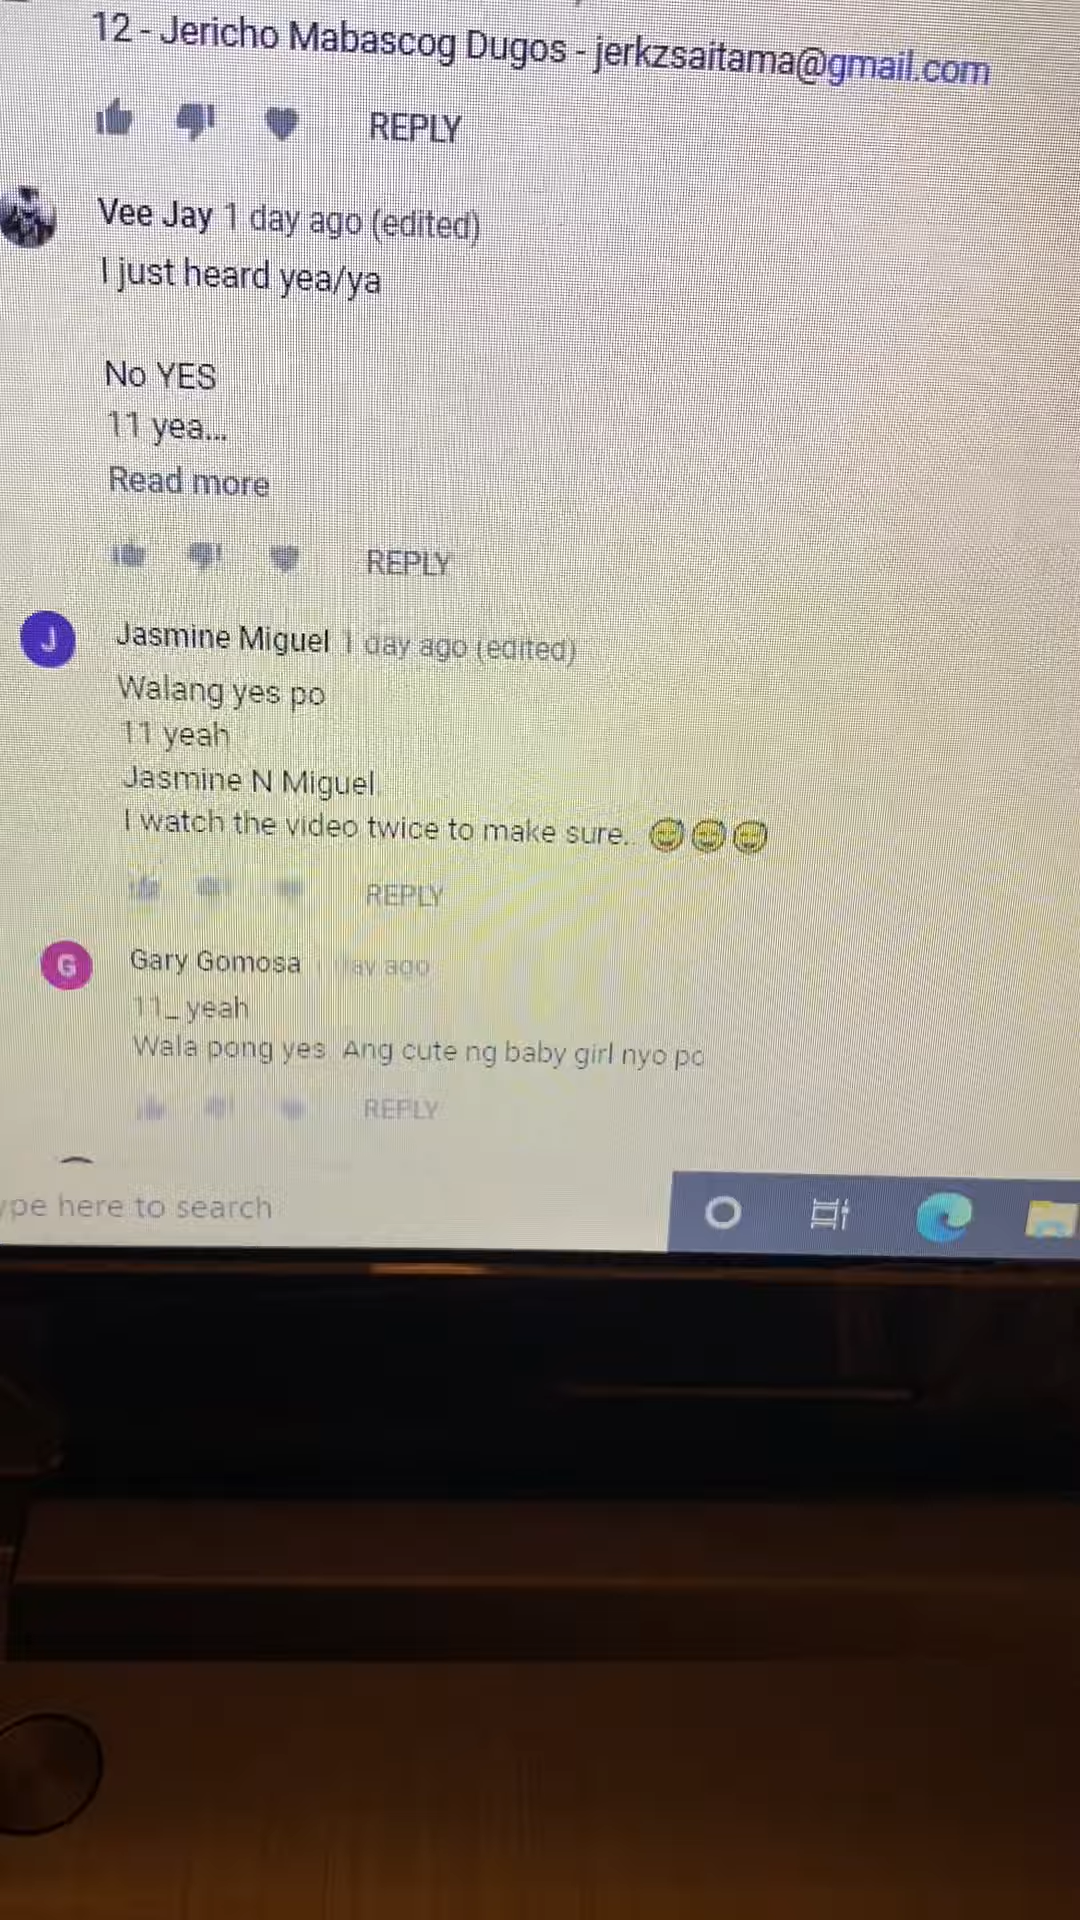 12 - Jericho Mabascog Dugos - jerkzsaitama@gmail.com
REPLY
Vee Jay 1 day ago (edited)
I just heard yea/ya
No YES
11 yea...
Read more
REPLY
J
Jasmine Miguel 1 day ago (edited)
Walang yes po
11 yeah
Jasmine N Miguel.
I watch the video twice to make sure.. 😅😅😅
REPLY
G
Gary Gomosa day ago
11_ yeah
Wala pong yes Ang cute ng baby girl nyo po
REPLY
ype here to search